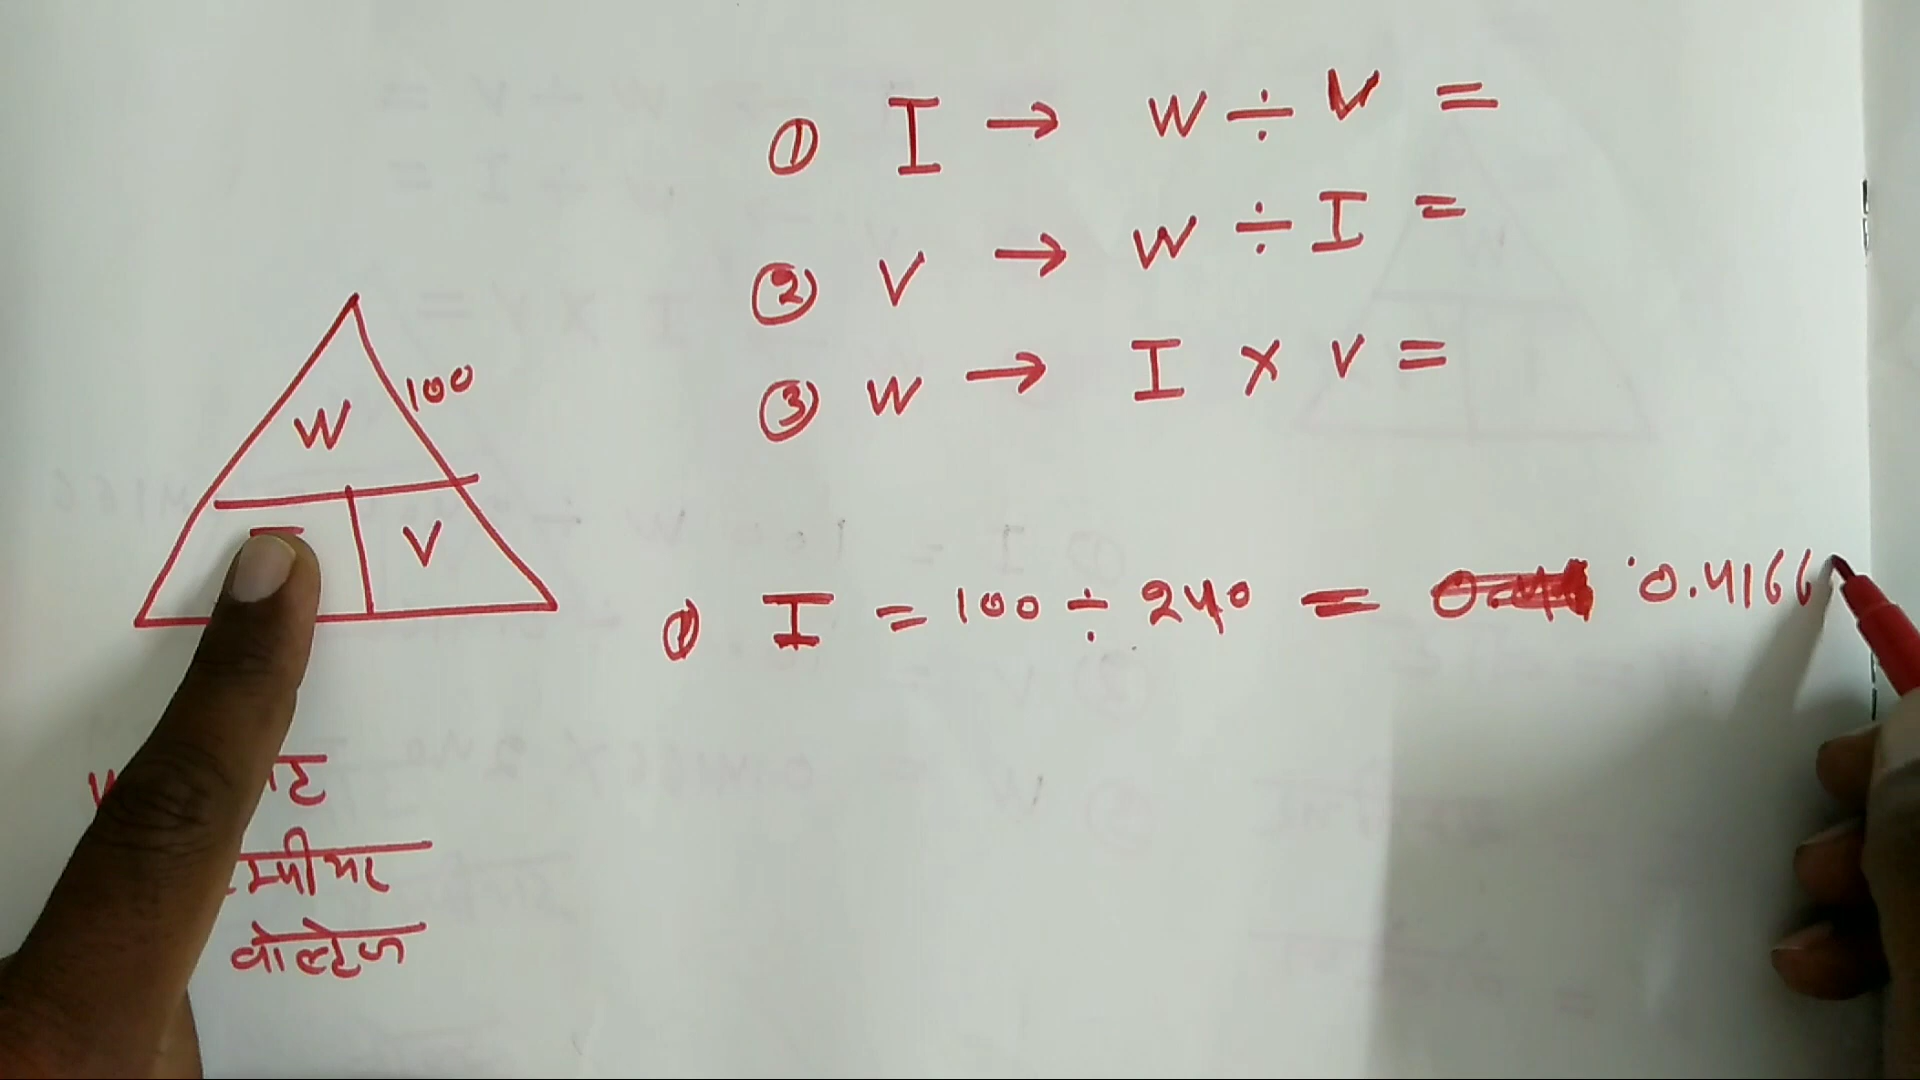 ① I → W ÷ V =
② V → W ÷ I =
③ W → I × V =
100
W
V
① I = 100 ÷ 240 = 0.4166
वोल्टेज